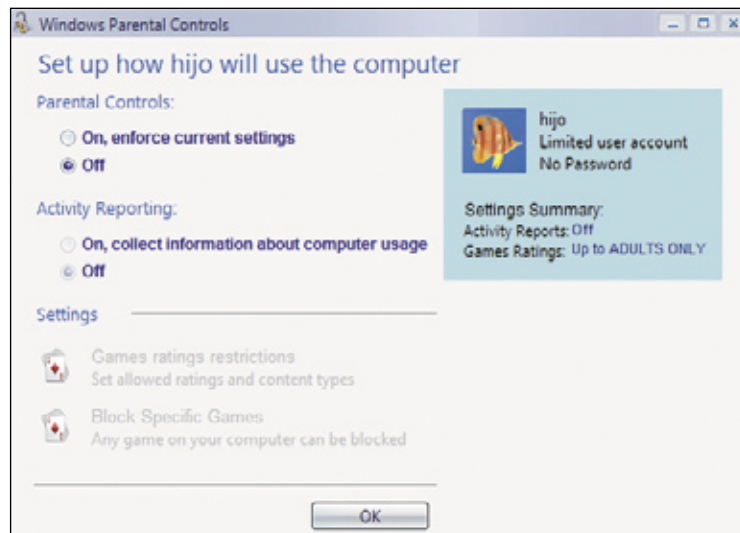 Windows Parental Controls
Set up how hijo will use the computer
Parental Controls:
On, enforce current settings
Off
Activity Reporting:
On, collect information about computer usage
Off
Settings
Games ratings restrictions
Set allowed ratings and content types
Block Specific Games
Any game on your computer can be blocked
hijo
Limited user account
No Password
Settings Summary:
Activity Reports: Off
Games Ratings: Up to ADULTS ONLY
OK